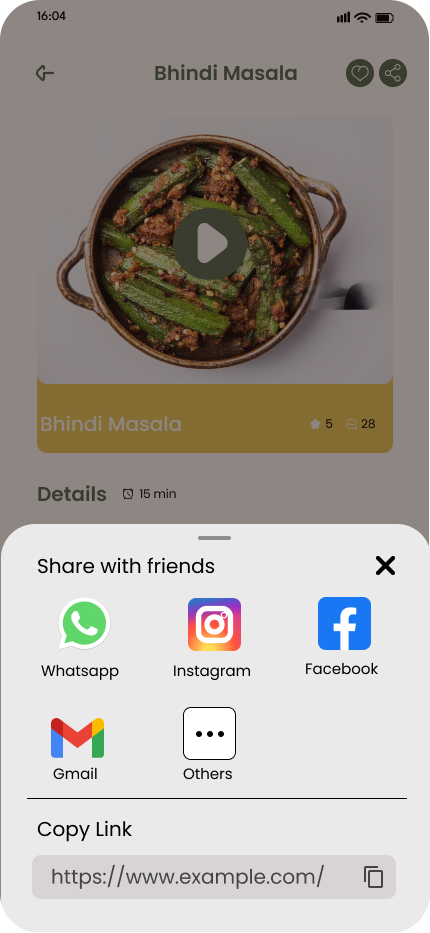 16:04
Bhindi Masala
Bhindi Masala
5
28
Details
15 min
Share with friends
Whatsapp
Instagram
Facebook
Gmail
Others
Copy Link
https://www.example.com/